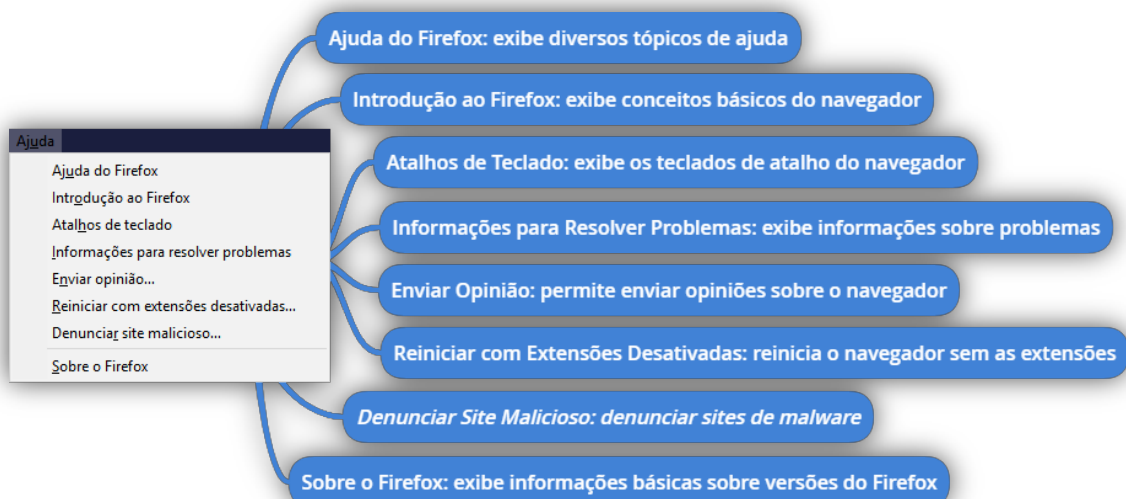 Ajuda do Firefox: exibe diversos tópicos de ajuda
Introdução ao Firefox: exibe conceitos básicos do navegador
Ajuda
Ajuda do Firefox
Introdução ao Firefox
Atalhos de teclado
Informações para resolver problemas
Enviar opinião...
Reiniciar com extensões desativadas...
Denunciar site malicioso...
Sobre o Firefox
Atalhos de Teclado: exibe os teclados de atalho do navegador
Informações para Resolver Problemas: exibe informações sobre problemas
Enviar Opinião: permite enviar opiniões sobre o navegador
Reiniciar com Extensões Desativadas: reinicia o navegador sem as extensões
Denunciar Site Malicioso: denunciar sites de malware
Sobre o Firefox: exibe informações básicas sobre versões do Firefox